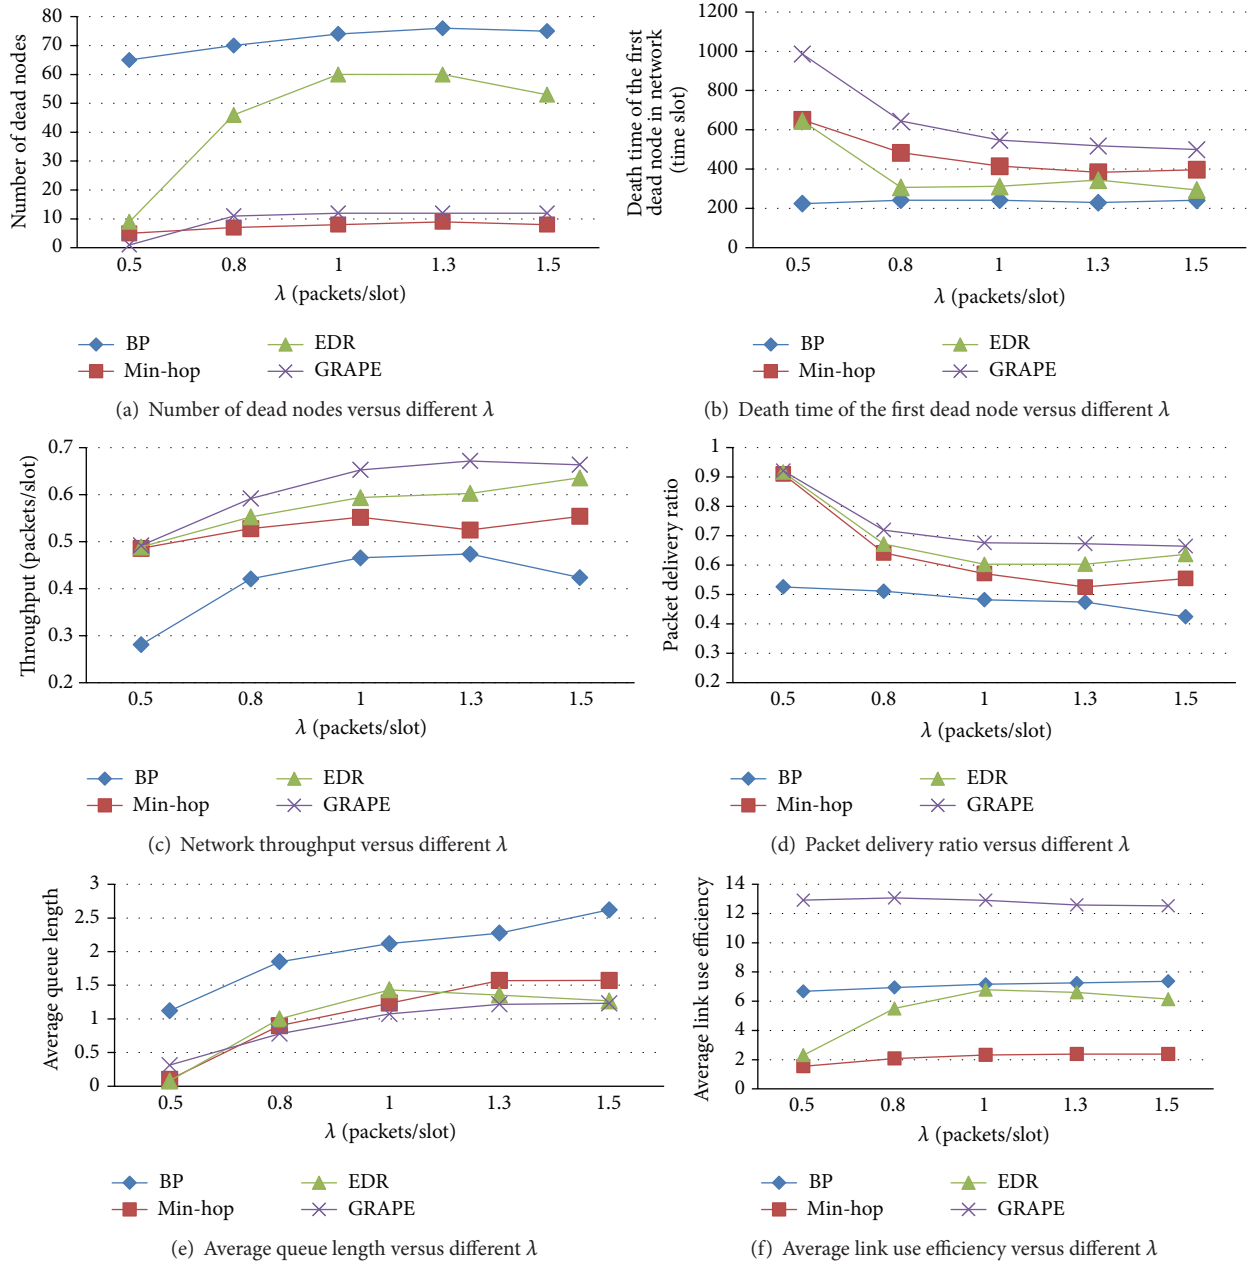 Number of dead nodes
80
70
60
50
40
30
20
10
0
0.5 0.8 1 1.3 1.5
λ (packets/slot)
BP EDR
Min-hop GRAPE
(a) Number of dead nodes versus different λ
Death time of the first
dead node in network
(time slot)
1200
1000
800
600
400
200
0
0.5 0.8 1 1.3 1.5
λ (packets/slot)
BP EDR
Min-hop GRAPE
(b) Death time of the first dead node versus different λ
Throughput (packets/slot)
0.7
0.6
0.5
0.4
0.3
0.2
0.5 0.8 1 1.3 1.5
λ (packets/slot)
BP EDR
Min-hop GRAPE
(c) Network throughput versus different λ
Packet delivery ratio
1
0.9
0.8
0.7
0.6
0.5
0.4
0.3
0.2
0.5 0.8 1 1.3 1.5
λ (packets/slot)
BP EDR
Min-hop GRAPE
(d) Packet delivery ratio versus different λ
Average queue length
3
2.5
2
1.5
1
0.5
0
0.5 0.8 1 1.3 1.5
λ (packets/slot)
BP EDR
Min-hop GRAPE
(e) Average queue length versus different λ
Average link use efficiency
14
12
10
8
6
4
2
0
0.5 0.8 1 1.3 1.5
λ (packets/slot)
BP EDR
Min-hop GRAPE
(f) Average link use efficiency versus different λ